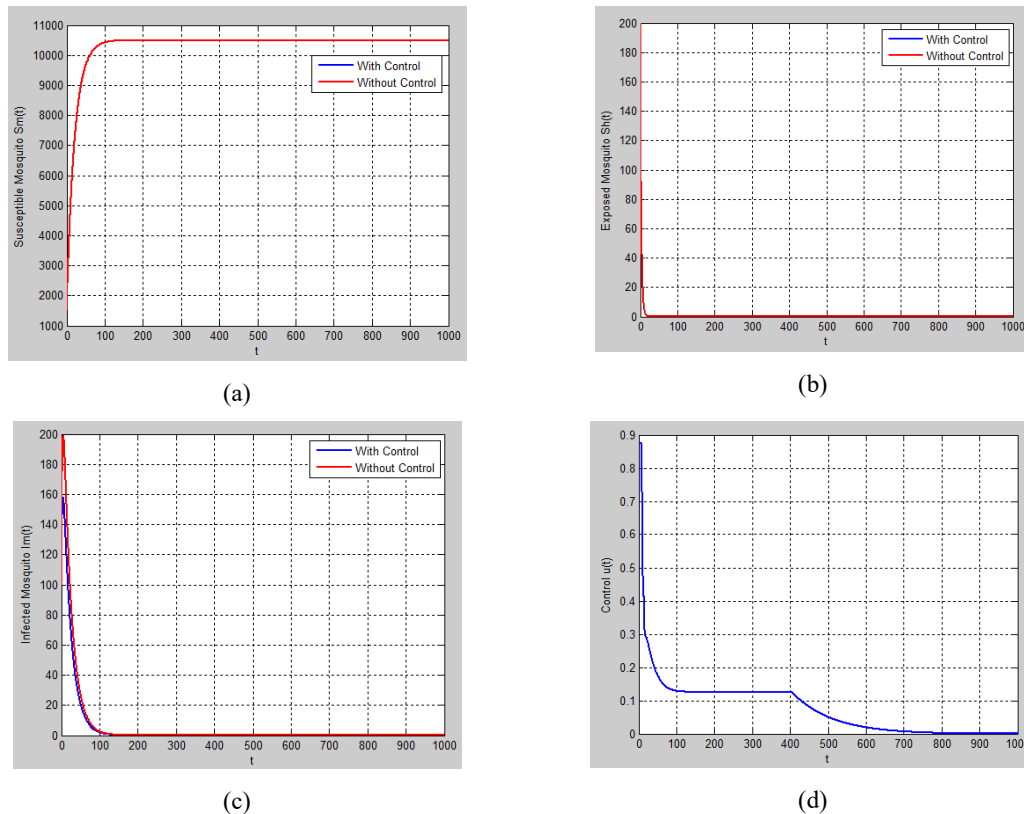 Susceptible Mosquito Sm(t)
11000
10000
9000
8000
7000
6000
5000
4000
3000
2000
1000
With Control
Without Control
0 100 200 300 400 500 600 700 800 900 1000
t
(a)
Exposed Mosquito Sh(t)
200
180
160
140
120
100
80
60
40
20
0
With Control
Without Control
0 100 200 300 400 500 600 700 800 900 1000
t
(b)
Infected Mosquito Im(t)
200
180
160
140
120
100
80
60
40
20
0
With Control
Without Control
0 100 200 300 400 500 600 700 800 900 1000
t
(c)
Control u(t)
0.9
0.8
0.7
0.6
0.5
0.4
0.3
0.2
0.1
0
0 100 200 300 400 500 600 700 800 900 1000
t
(d)